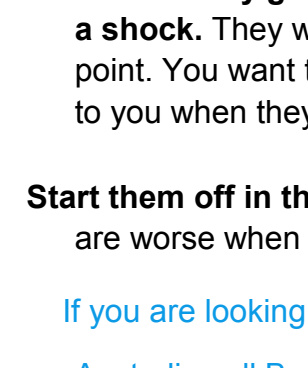 a shock. They
point. You want
to you when they
Start them off in
are worse when
If you are looking